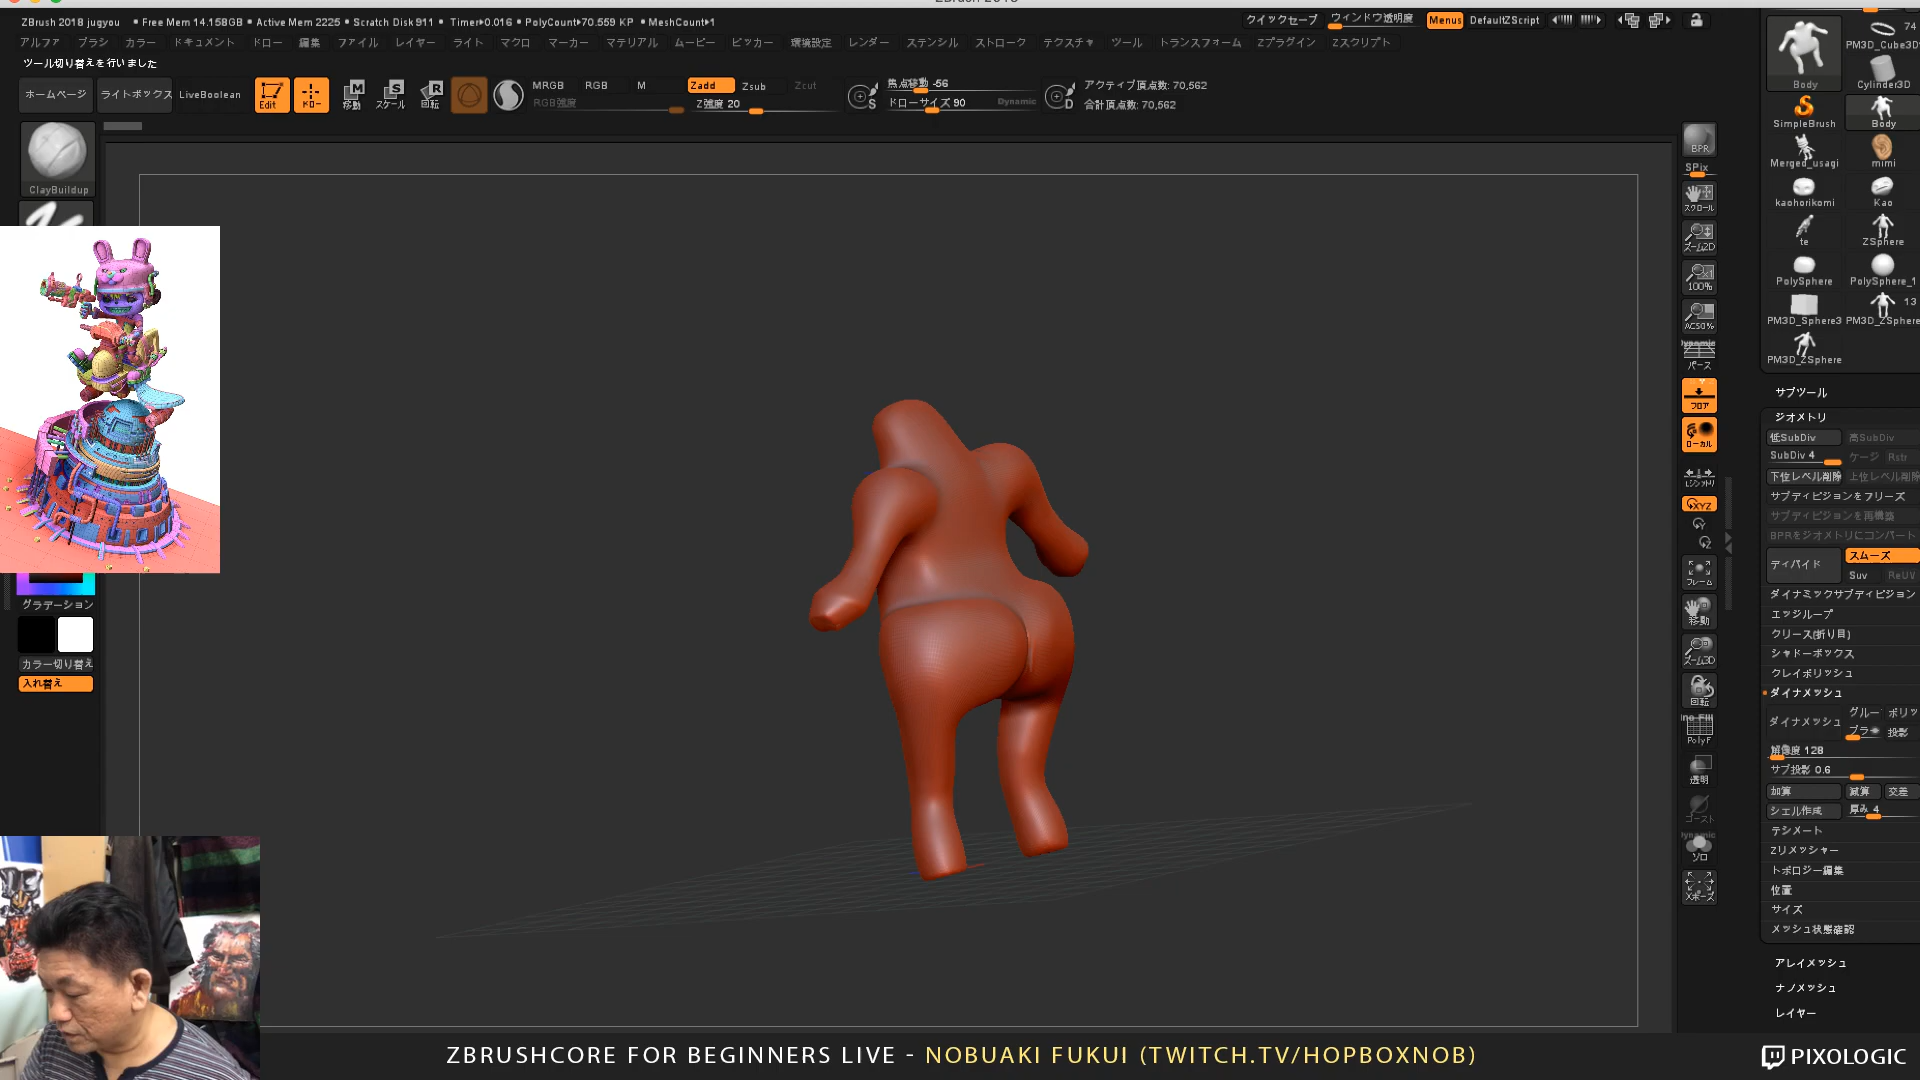 ZBrush 2018 jugyou • Free Mem 14.158GB • Active Mem 2225 • Scratch Disk 911 • Timer▶0.016 • PolyCount▶70.559 KP • MeshCount▶1
クイックセーブ ウィンドウ透明度 Menus DefaultZScript
アルファ ブラシ カラー ドキュメント ドロー 編集 ファイル レイヤー ライト マクロ マーカー マテリアル ムービー ピッカー 環境設定 レンダー ステンシル ストローク テクスチャ ツール トランスフォーム Zプラグイン Zスクリプト
ツール切り替えを行いました
ホームページ ライトボックス LiveBoolean Edit ドロー 移動 スケール 回転
MRGB RGB M Zadd Zsub Zcut
RGB強度 Z強度 20
焦点移動 -56
ドローサイズ 90 Dynamic
アクティブ頂点数: 70,562
合計頂点数: 70,562
ClayBuildup
グラデーション
カラー切り替え
入れ替え
BPR
SPix
スクロール
ズーム2D
100%
AC50%
Dynamic
パース
フロア
ローカル
XYZ
フレーム
移動
ズーム3D
回転
PolyF
透明
ゴースト
Dynamic
ソロ
Xポーズ
74
Body PM3D_Cube3D
Cylinder3D
SimpleBrush Body
Merged_usagi mimi
kaohorikomi Kao
te ZSphere
PolySphere PolySphere_1
13
PM3D_Sphere3 PM3D_ZSphere
PM3D_ZSphere
サブツール
ジオメトリ
低SubDiv 高SubDiv
SubDiv 4 ケージ Rstr
下位レベル削除 上位レベル削除
サブディビジョンをフリーズ
サブディビジョンを再構築
BPRをジオメトリにコンバート
ディバイド スムーズ
Suv ReUV
ダイナミックサブディビジョン
エッジループ
クリース(折り目)
シャドーボックス
クレイポリッシュ
ダイナメッシュ
ダイナメッシュ グルー ポリッ
ブラー 投影
解像度 128
サブ投影 0.6
加算 減算 交差
シェル作成 厚み 4
テシメート
Zリメッシャー
トポロジー編集
位置
サイズ
メッシュ状態確認
アレイメッシュ
ナノメッシュ
レイヤー
ZBRUSHCORE FOR BEGINNERS LIVE - NOBUAKI FUKUI (TWITCH.TV/HOPBOXNOB)
PIXOLOGIC